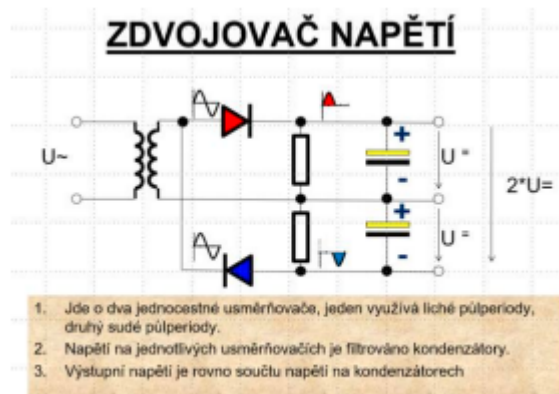 ZDVOJOVAČ NAPĚTÍ
U~
+
-
U =
+
-
U =
2*U=
1. Jde o dva jednocestné usměrňovače, jeden využívá liché půlperiody,
druhý sudé půlperiody.
2. Napětí na jednotlivých usměrňovačích je filtrováno kondenzátory.
3. Výstupní napětí je rovno součtu napětí na kondenzátorech